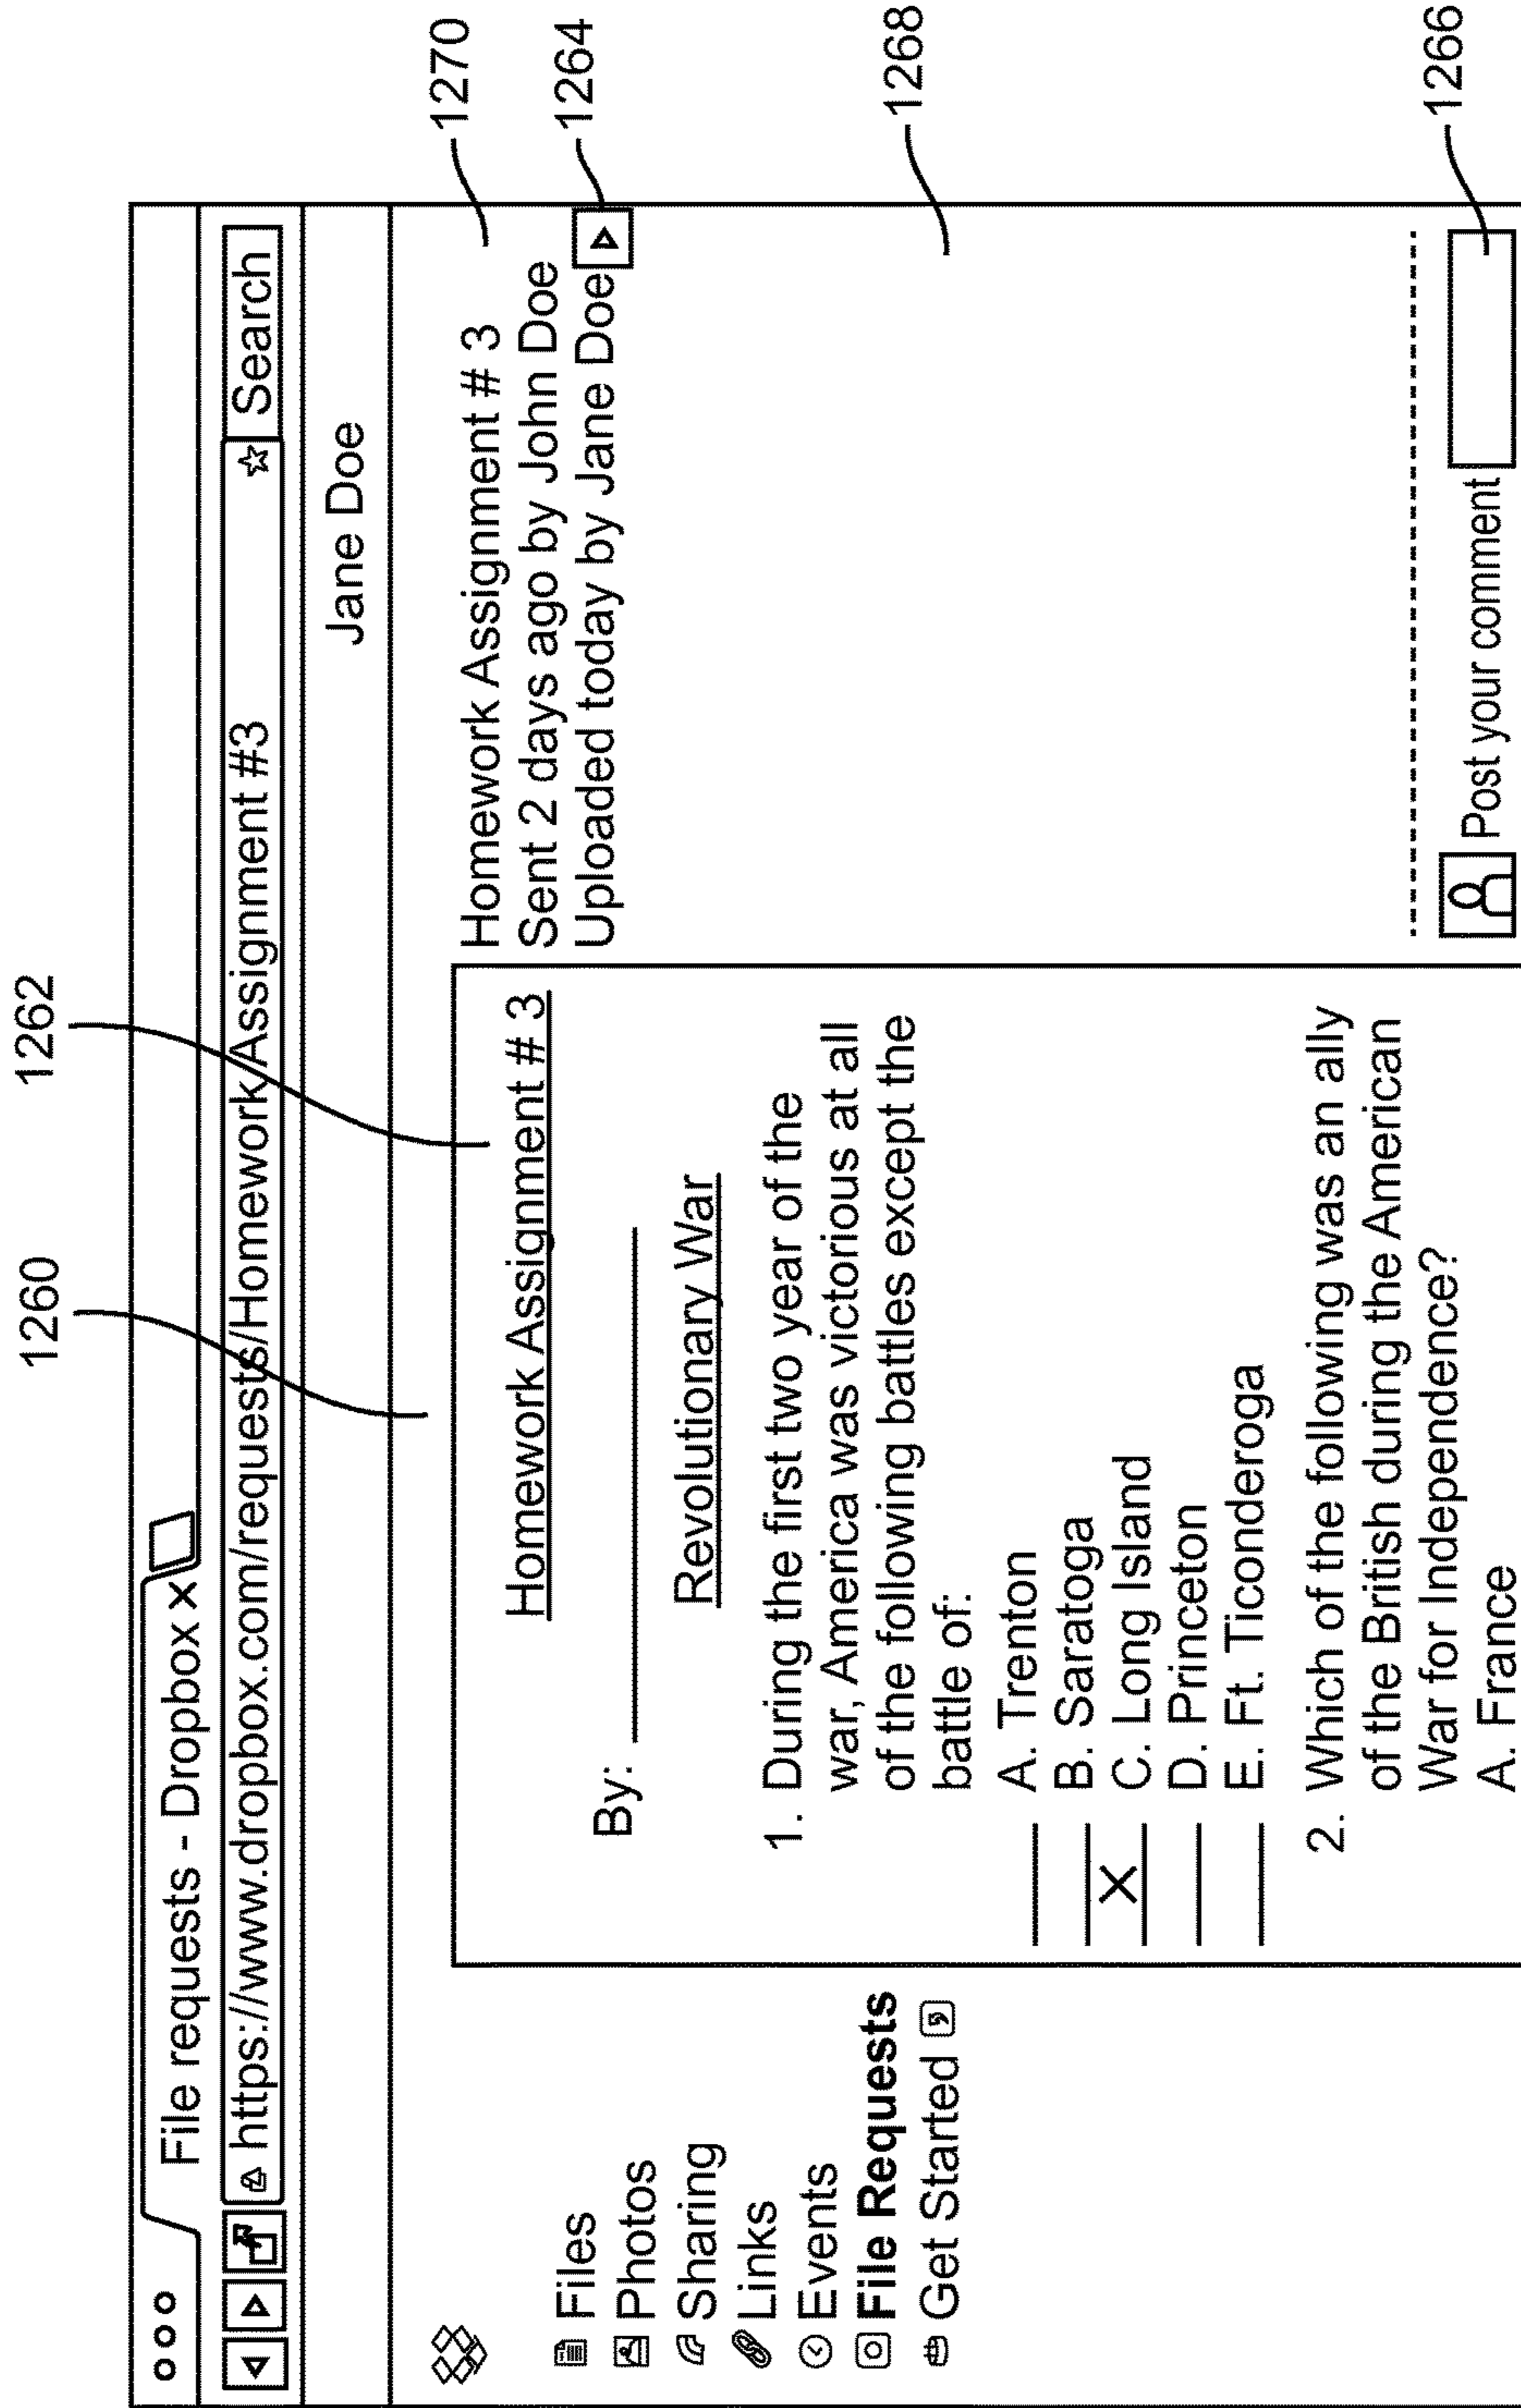 1260
1262
File requests - Dropbox X
https://www.dropbox.com/requests/Homework Assignment #3
Search
Jane Doe
Files
Photos
Sharing
Links
Events
File Requests
Get Started
Homework Assignment # 3
By:
Revolutionary War
1. During the first two year of the
war, America was victorious at all
of the following battles except the
battle of:
A. Trenton
B. Saratoga
X C. Long Island
D. Princeton
E. Ft. Ticonderoga
2. Which of the following was an ally
of the British during the American
War for Independence?
A. France
Homework Assignment # 3
Sent 2 days ago by John Doe
Uploaded today by Jane Doe
Post your comment
1270
1264
1268
1266